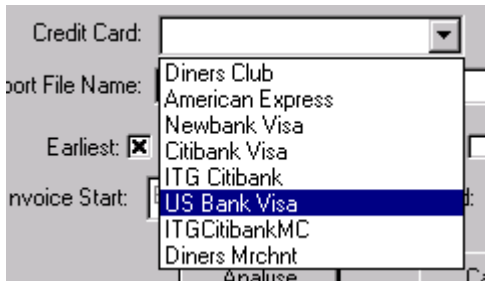 Credit Card:
Diners Club
port File Name:
American Express
Newbank Visa
Earliest:
Citibank Visa
ITG Citibank
nvoice Start:
US Bank Visa
ITGCitibankMC
Diners Mrchnt
Analuse